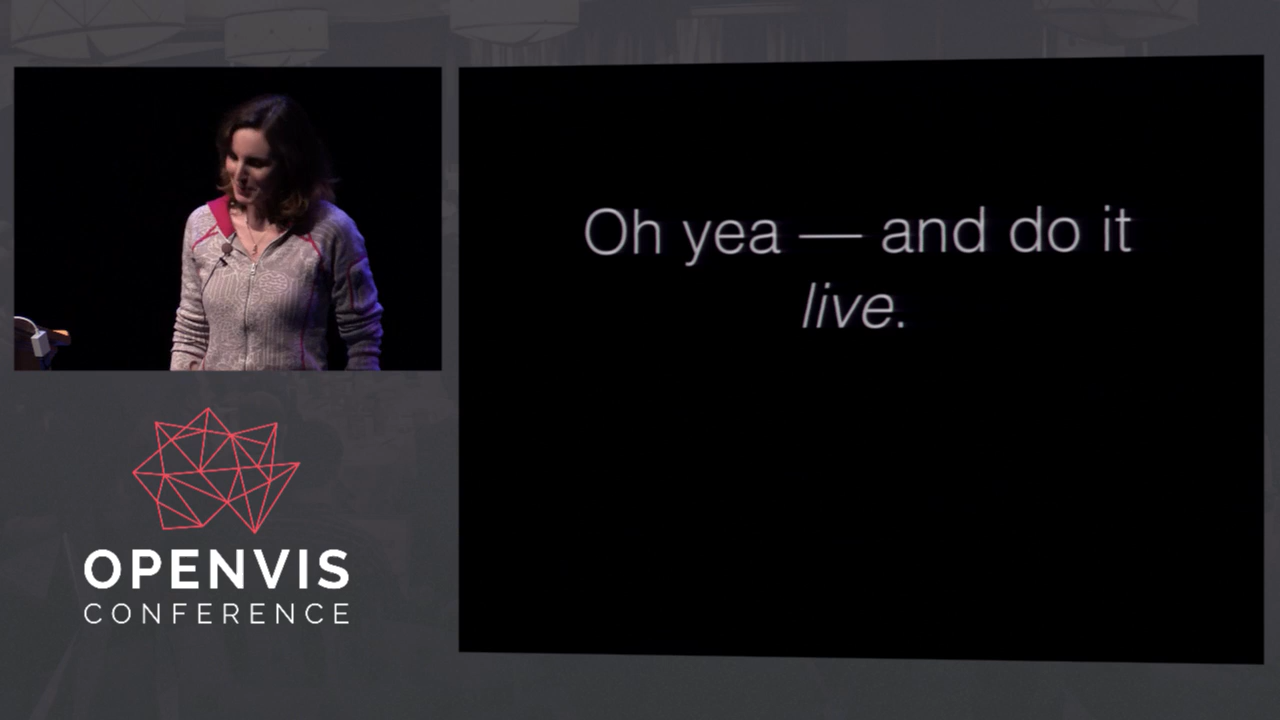 Oh yea — and do it
live.
OPENVIS
CONFERENCE